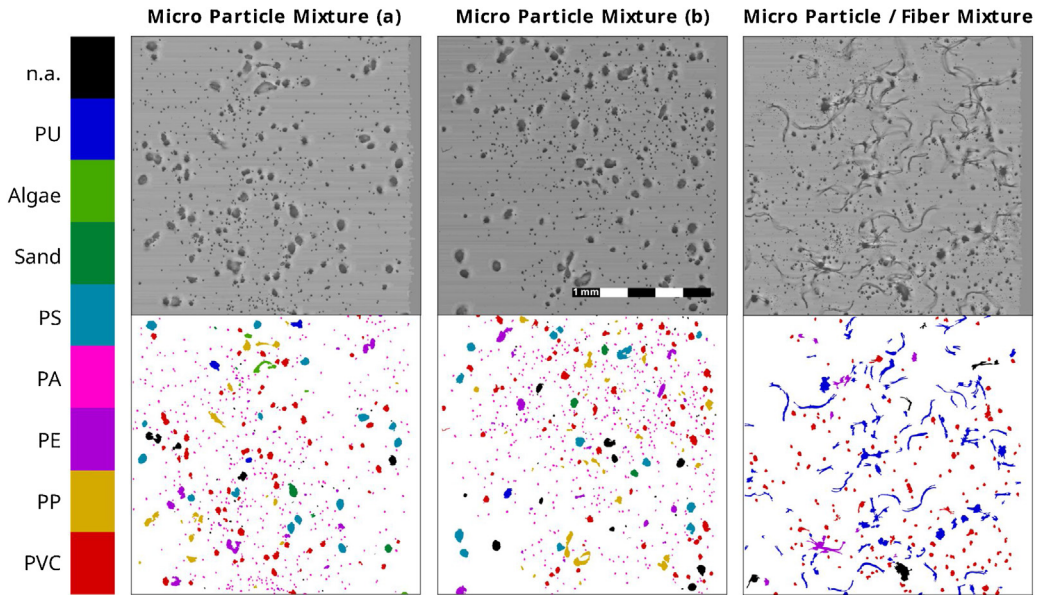 Micro Particle Mixture (a)
Micro Particle Mixture (b)
Micro Particle / Fiber Mixture
n.a.
PU
Algae
Sand
PS
PA
PE
PP
PVC
1 mm